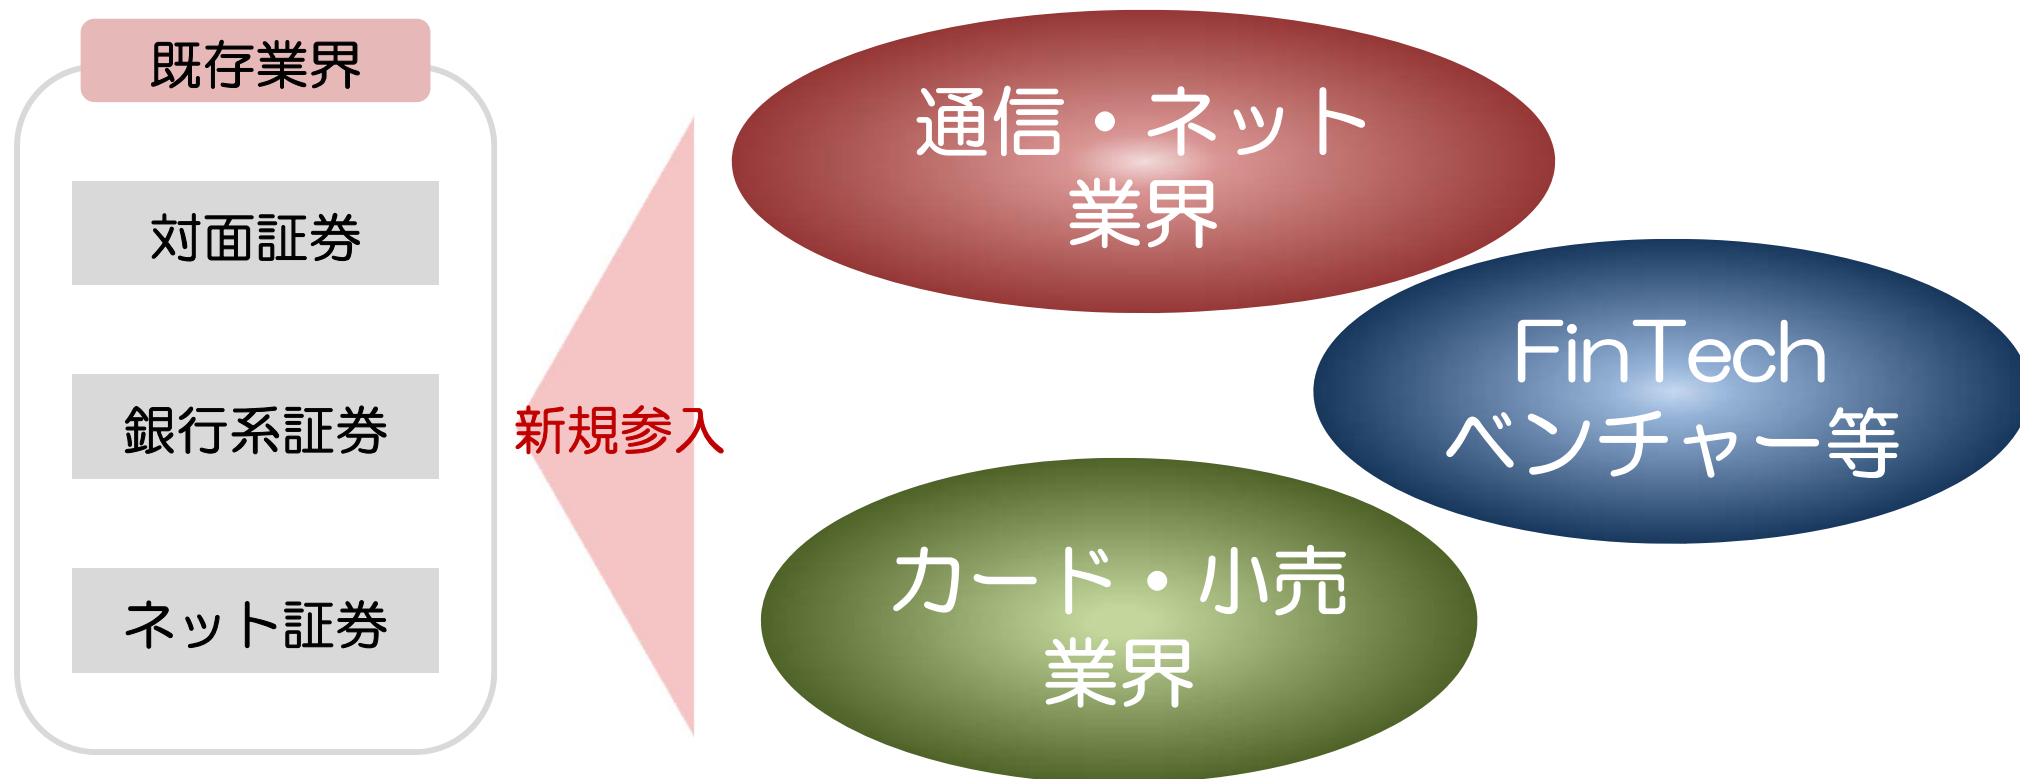 既存業界
対面証券
銀行系証券
ネット証券
新規参入
通信・ネット
業界
FinTech
ベンチャー等
カード・小売
業界